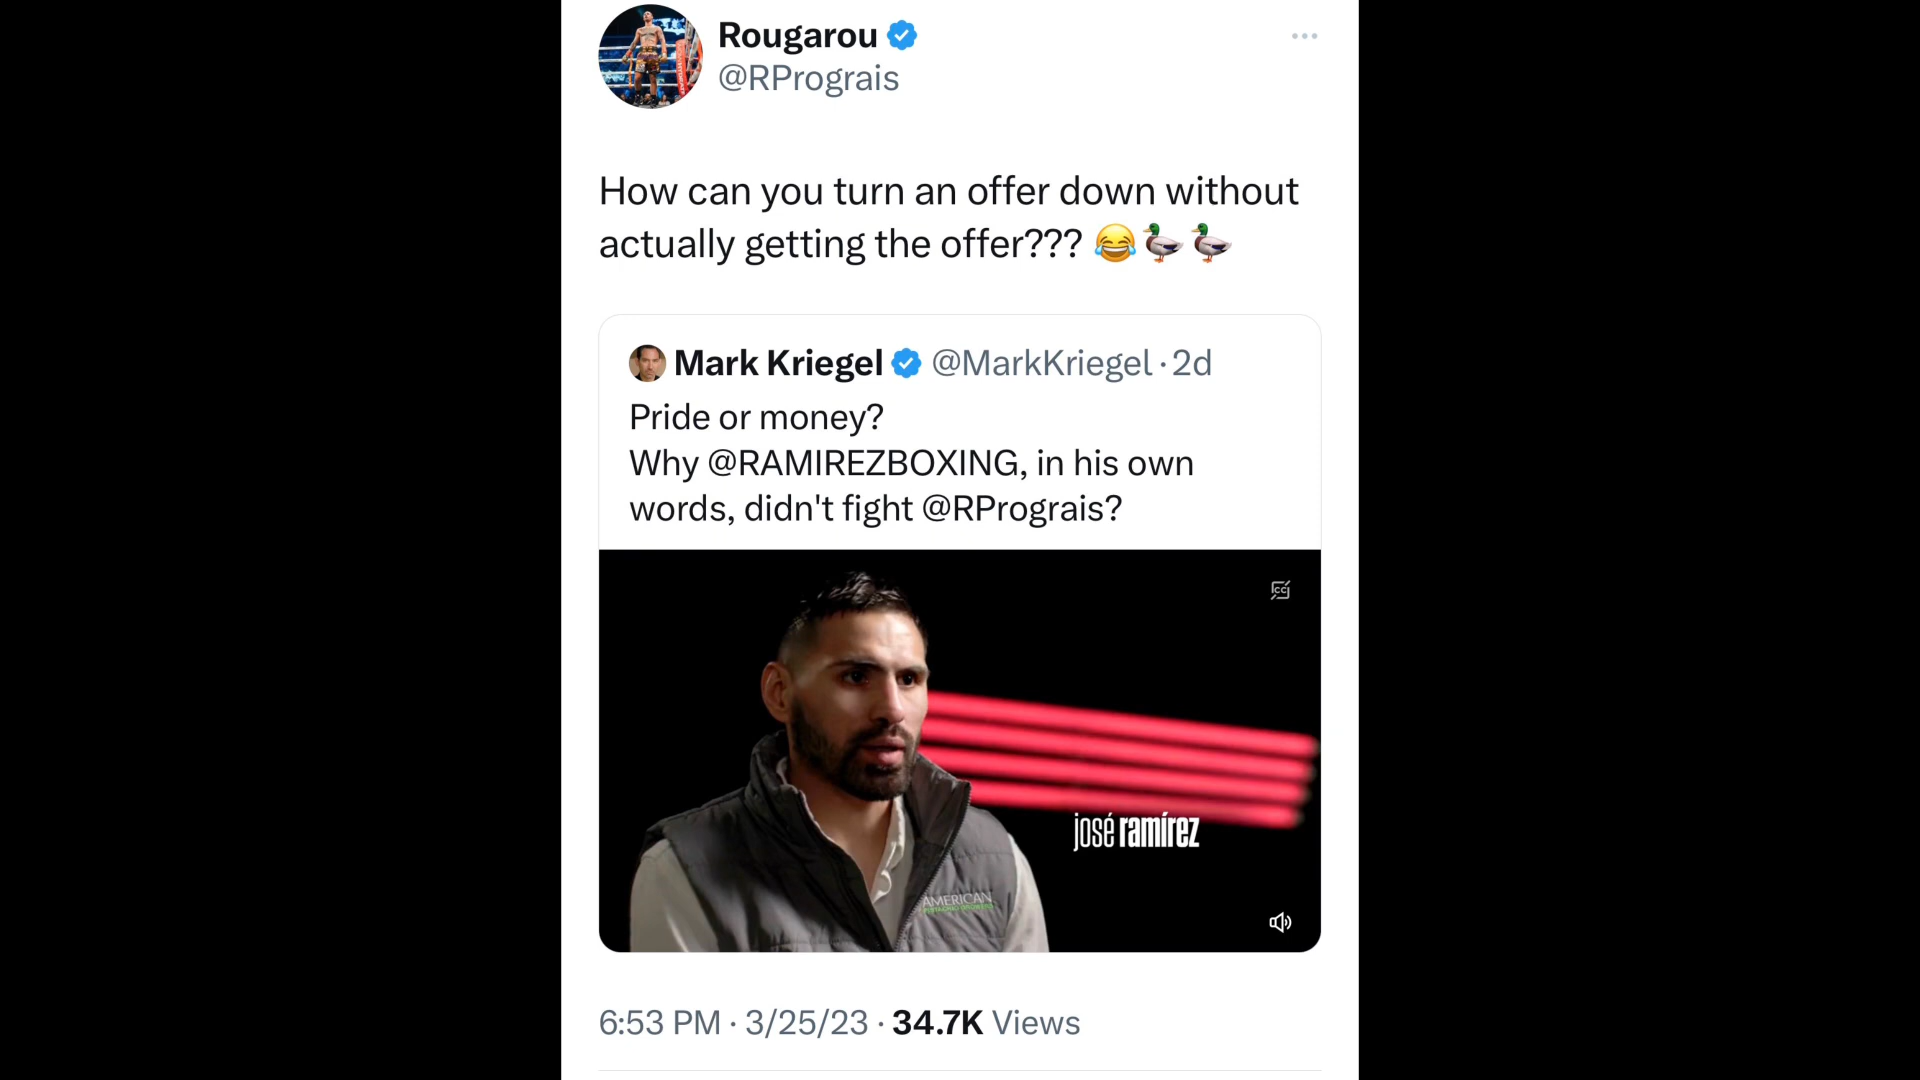 Rougarou
@RPrograis
How can you turn an offer down without
actually getting the offer??? 😂🦆🦆
Mark Kriegel @MarkKriegel · 2d
Pride or money?
Why @RAMIREZBOXING, in his own
words, didn't fight @RPrograis?
CC
josé ramírez
AMERICAN
6:53 PM · 3/25/23 · 34.7K Views